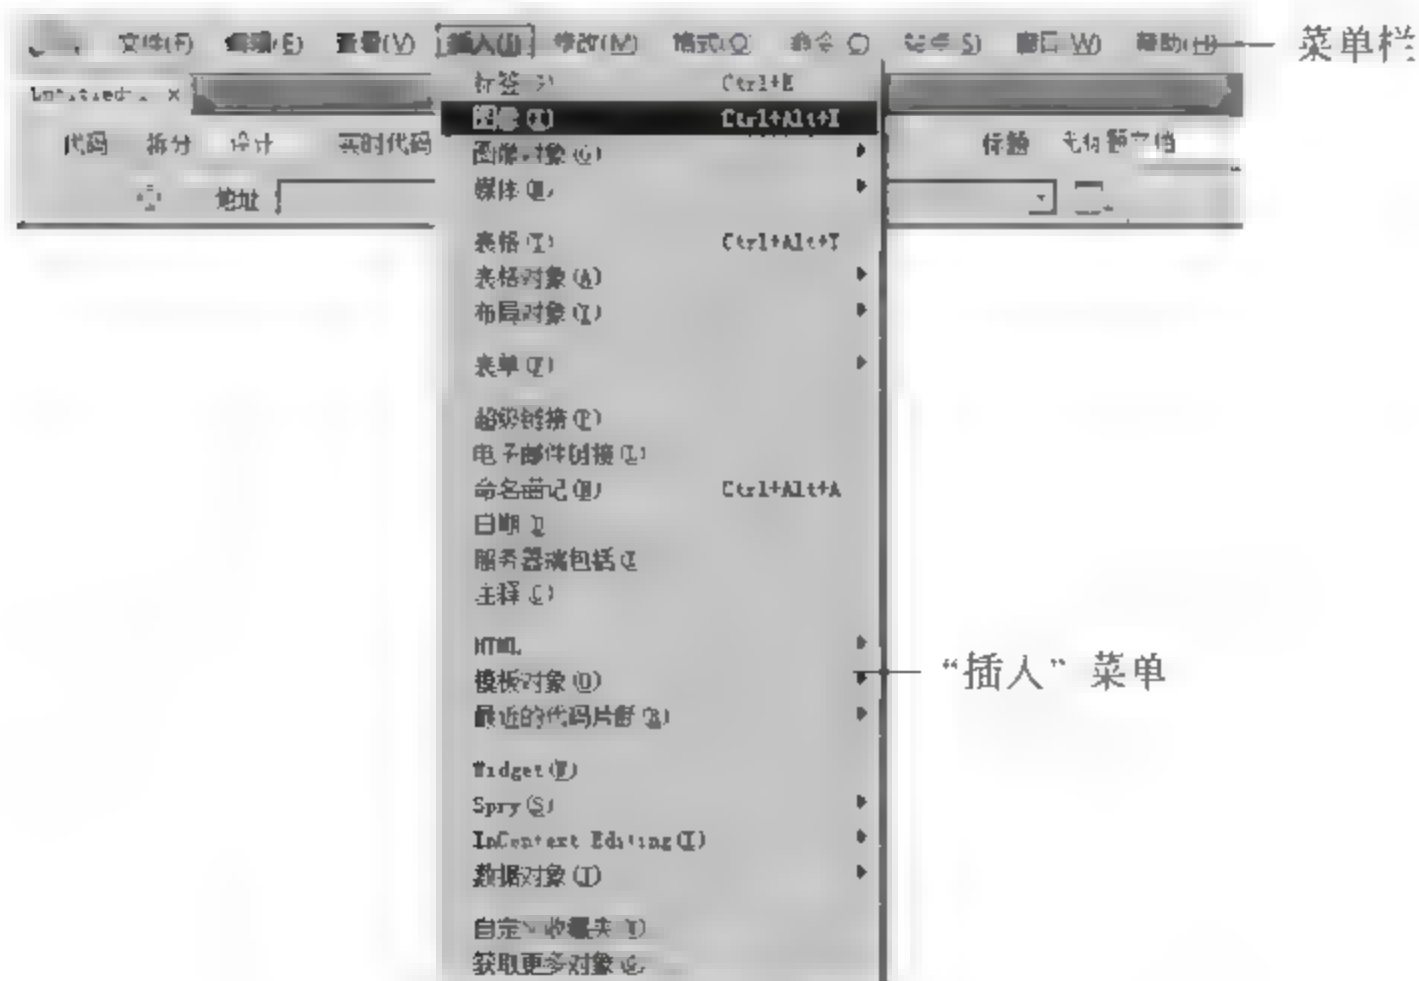 文件(F) 编辑(E) 查看(V) 插入(I) 修改(M) 格式(O) 命令(C) 站点(S) 窗口(W) 帮助(H) 菜单栏
标签 Ctrl+E
图像(I) Ctrl+Alt+I
代码 拆分 设计 实时代码 标题 无标题文档
图像对象(G)
媒体(M)
地址
表格(T) Ctrl+Alt+T
表格对象(A)
布局对象(Y)
表单(F)
超级链接(P)
电子邮件链接(L)
命名锚记(N) Ctrl+Alt+A
日期
服务器端包括
注释
HTML
模板对象(O)
“插入”菜单
最近的代码片断(R)
Widget(W)
Spry(S)
InContext Editing(I)
数据对象(J)
自定义收藏夹
获取更多对象